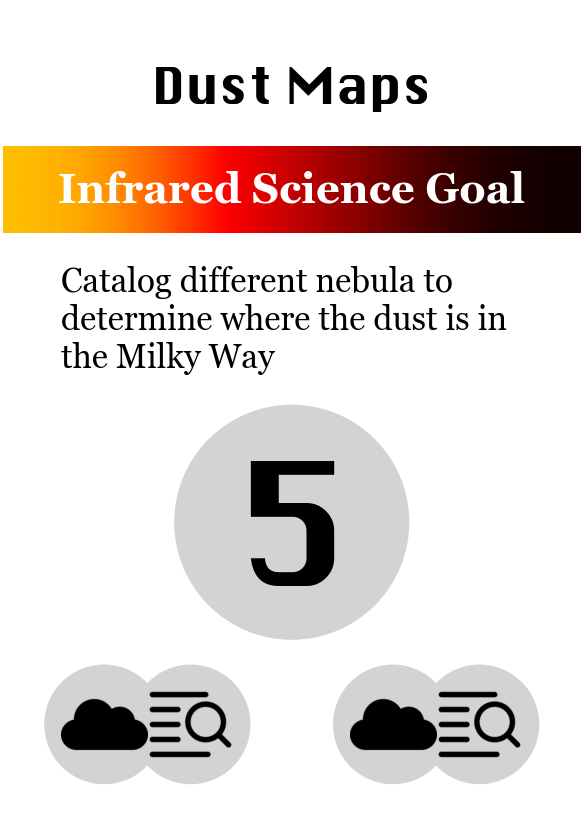 Dust Maps
Infrared Science Goal
Catalog different nebula to
determine where the dust is in
the Milky Way
5